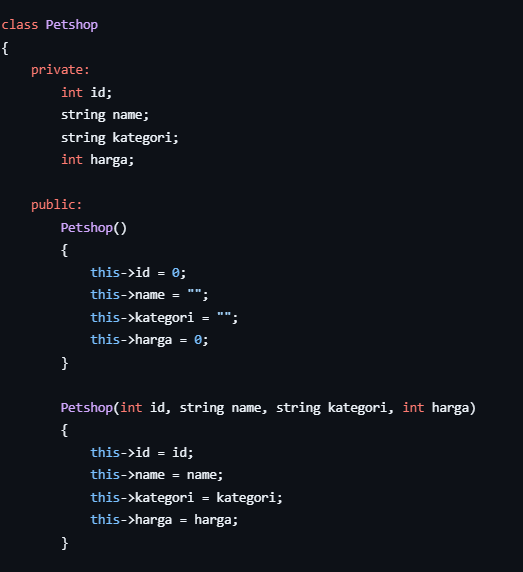 class Petshop
{
    private:
        int id;
        string name;
        string kategori;
        int harga;

    public:
        Petshop()
        {
            this->id = 0;
            this->name = "";
            this->kategori = "";
            this->harga = 0;
        }

        Petshop(int id, string name, string kategori, int harga)
        {
            this->id = id;
            this->name = name;
            this->kategori = kategori;
            this->harga = harga;
        }